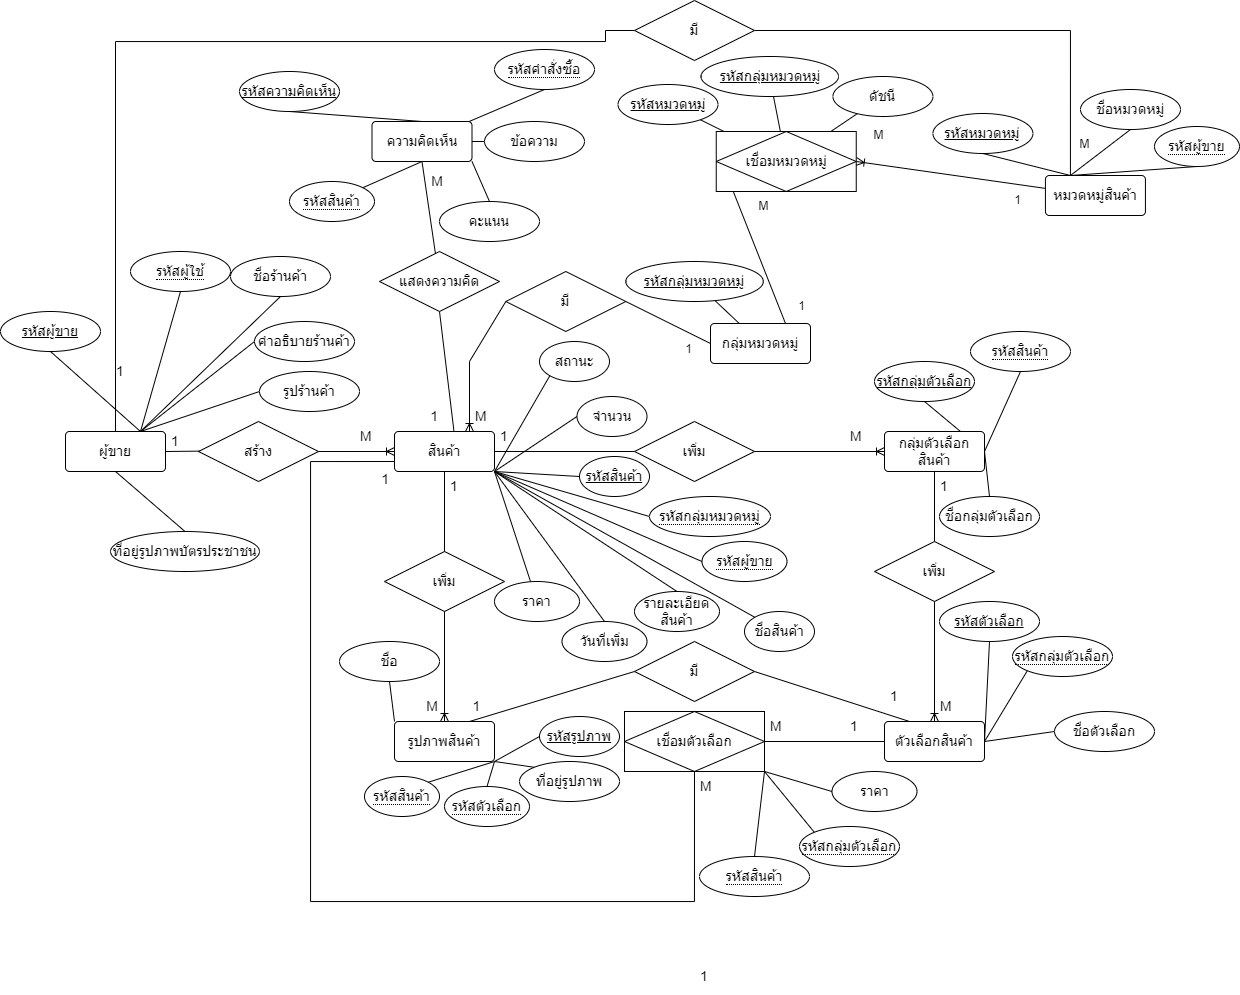 มี
รหัสคำสั่งซื้อ
รหัสกลุ่มหมวดหมู่
รหัสความคิดเห็น
รหัสหมวดหมู่
ดัชนี
ชื่อหมวดหมู่
ความคิดเห็น
ข้อความ
M
รหัสหมวดหมู่
M
รหัสผู้ขาย
เชื่อมหมวดหมู่
M
1
หมวดหมู่สินค้า
รหัสสินค้า
คะแนน
M
รหัสผู้ใช้
ชื่อร้านค้า
แสดงความคิด
รหัสกลุ่มหมวดหมู่
มี
1
รหัสผู้ขาย
คำอธิบายร้านค้า
กลุ่มหมวดหมู่
1
รหัสสินค้า
สถานะ
1
รหัสกลุ่มตัวเลือก
รูปร้านค้า
1
M
จำนวน
1
M
1
M
ผู้ขาย
สร้าง
สินค้า
เพิ่ม
กลุ่มตัวเลือก
สินค้า
1
1
รหัสสินค้า
1
รหัสกลุ่มหมวดหมู่
ชื่อกลุ่มตัวเลือก
ที่อยู่รูปภาพบัตรประชาชน
รหัสผู้ขาย
เพิ่ม
เพิ่ม
ราคา
รายละเอียด
สินค้า
รหัสตัวเลือก
วันที่เพิ่ม
ชื่อสินค้า
ชื่อ
มี
รหัสกลุ่มตัวเลือก
M
1
1
M
รูปภาพสินค้า
รหัสรูปภาพ
เชื่อมตัวเลือก
M
1
ตัวเลือกสินค้า
ชื่อตัวเลือก
ที่อยู่รูปภาพ
M
ราคา
รหัสสินค้า
รหัสตัวเลือก
รหัสกลุ่มตัวเลือก
รหัสสินค้า
1